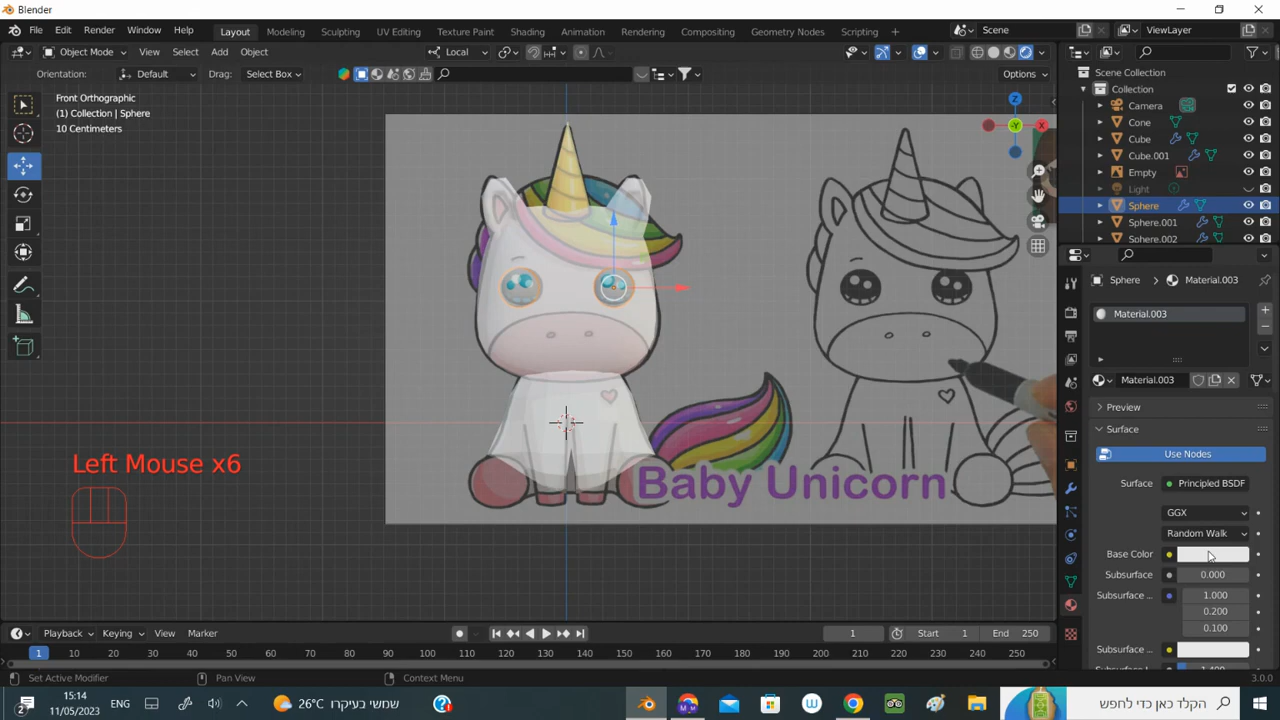 Blender
File Edit Render Window Help Layout Modeling Sculpting UV Editing Texture Paint Shading Animation Rendering Compositing Geometry Nodes Scripting + Scene ViewLayer
Object Mode View Select Add Object Local
Orientation: Default Drag: Select Box Options
Front Orthographic
(1) Collection | Sphere
10 Centimeters
Z
X
-Y
Scene Collection
Collection
Camera
Cone
Cube
Cube.001
Empty
Light
Sphere
Sphere.001
Sphere.002
Sphere > Material.003
Material.003
Material.003
Preview
Surface
Use Nodes
Surface Principled BSDF
GGX
Random Walk
Base Color
Subsurface 0.000
Subsurface ... 1.000
0.200
0.100
Subsurface ...
Baby Unicorn
Left Mouse x6
Playback Keying View Marker 1 Start 1 End 250
1 10 20 30 40 50 60 70 80 90 100 110 120 130 140 150 160 170 180 190 200 210 220 230 240 250
Set Active Modifier Pan View Context Menu 3.0.0
15:14
11/05/2023
ENG
26°C שמשי בעיקרו
הקלד כאן כדי לחפש